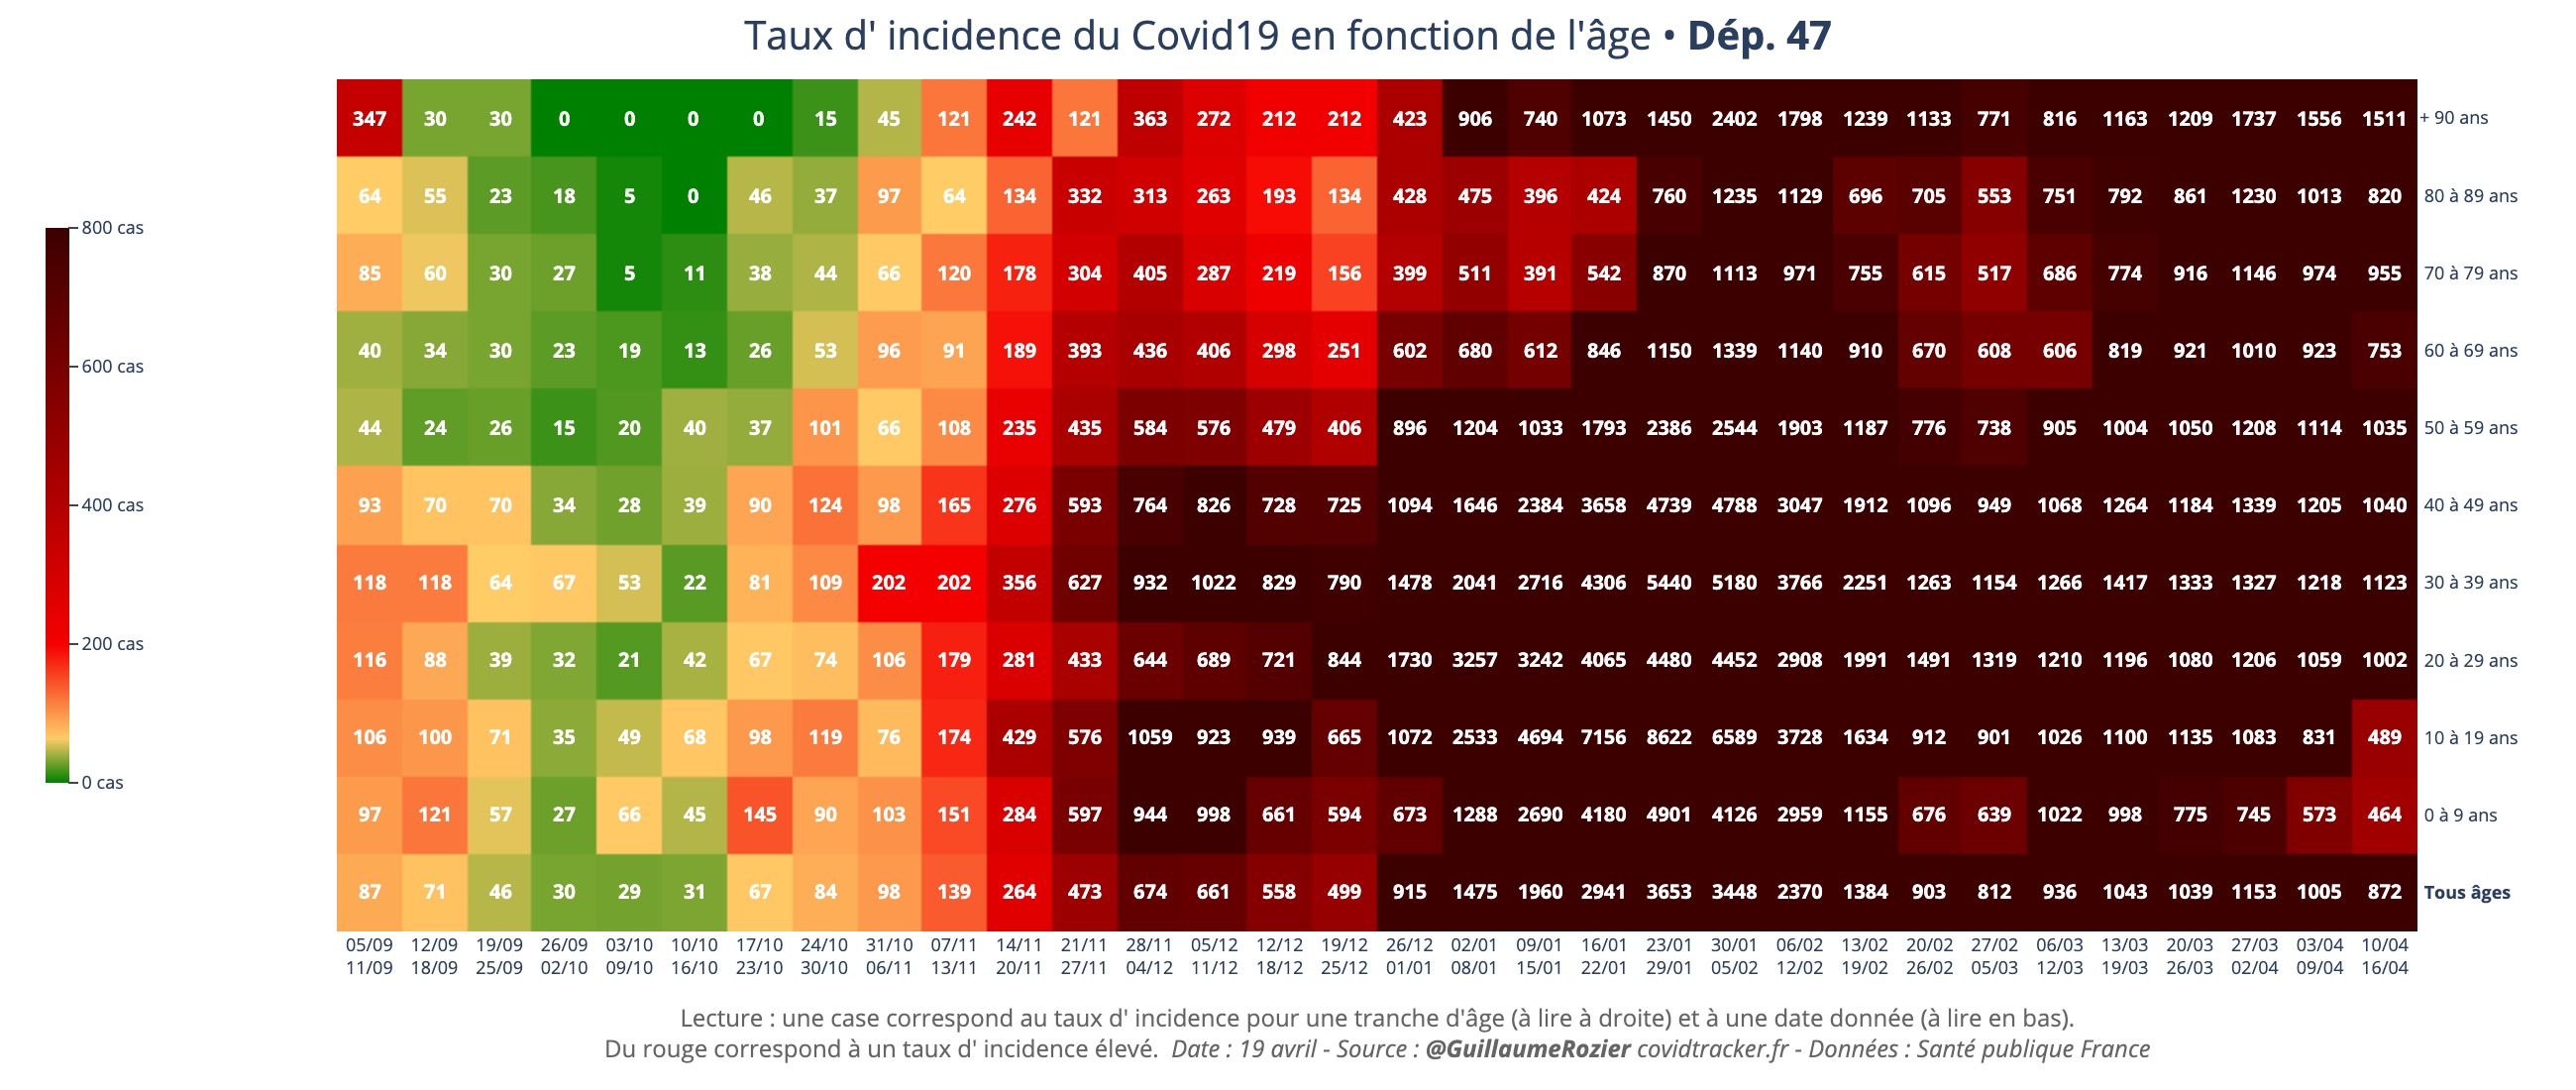 Taux d' incidence du Covid19 en fonction de l'âge • Dép. 47
347 30 30 0 0 0 0 15 45 121 242 121 363 272 212 212 423 906 740 1073 1450 2402 1798 1239 1133 771 816 1163 1209 1737 1556 1511 + 90 ans
64 55 23 18 5 0 46 37 97 64 134 332 313 263 193 134 428 475 396 424 760 1235 1129 696 705 553 751 792 861 1230 1013 820 80 à 89 ans
85 60 30 27 5 11 38 44 66 120 178 304 405 287 219 156 399 511 391 542 870 1113 971 755 615 517 686 774 916 1146 974 955 70 à 79 ans
40 34 30 23 19 13 26 53 96 91 189 393 436 406 298 251 602 680 612 846 1150 1339 1140 910 670 608 606 819 921 1010 923 753 60 à 69 ans
44 24 26 15 20 40 37 101 66 108 235 435 584 576 479 406 896 1204 1033 1793 2386 2544 1903 1187 776 738 905 1004 1050 1208 1114 1035 50 à 59 ans
93 70 70 34 28 39 90 124 98 165 276 593 764 826 728 725 1094 1646 2384 3658 4739 4788 3047 1912 1096 949 1068 1264 1184 1339 1205 1040 40 à 49 ans
118 118 64 67 53 22 81 109 202 202 356 627 932 1022 829 790 1478 2041 2716 4306 5440 5180 3766 2251 1263 1154 1266 1417 1333 1327 1218 1123 30 à 39 ans
116 88 39 32 21 42 67 74 106 179 281 433 644 689 721 844 1730 3257 3242 4065 4480 4452 2908 1991 1491 1319 1210 1196 1080 1206 1059 1002 20 à 29 ans
106 100 71 35 49 68 98 119 76 174 429 576 1059 923 939 665 1072 2533 4694 7156 8622 6589 3728 1634 912 901 1026 1100 1135 1083 831 489 10 à 19 ans
97 121 57 27 66 45 145 90 103 151 284 597 944 998 661 594 673 1288 2690 4180 4901 4126 2959 1155 676 639 1022 998 775 745 573 464 0 à 9 ans
87 71 46 30 29 31 67 84 98 139 264 473 674 661 558 499 915 1475 1960 2941 3653 3448 2370 1384 903 812 936 1043 1039 1153 1005 872 Tous âges
05/09 12/09 19/09 26/09 03/10 10/10 17/10 24/10 31/10 07/11 14/11 21/11 28/11 05/12 12/12 19/12 26/12 02/01 09/01 16/01 23/01 30/01 06/02 13/02 20/02 27/02 06/03 13/03 20/03 27/03 03/04 10/04
11/09 18/09 25/09 02/10 09/10 16/10 23/10 30/10 06/11 13/11 20/11 27/11 04/12 11/12 18/12 25/12 01/01 08/01 15/01 22/01 29/01 05/02 12/02 19/02 26/02 05/03 12/03 19/03 26/03 02/04 09/04 16/04
800 cas
600 cas
400 cas
200 cas
0 cas
Lecture : une case correspond au taux d' incidence pour une tranche d'âge (à lire à droite) et à une date donnée (à lire en bas).
Du rouge correspond à un taux d' incidence élevé. Date : 19 avril - Source : @GuillaumeRozier covidtracker.fr - Données : Santé publique France